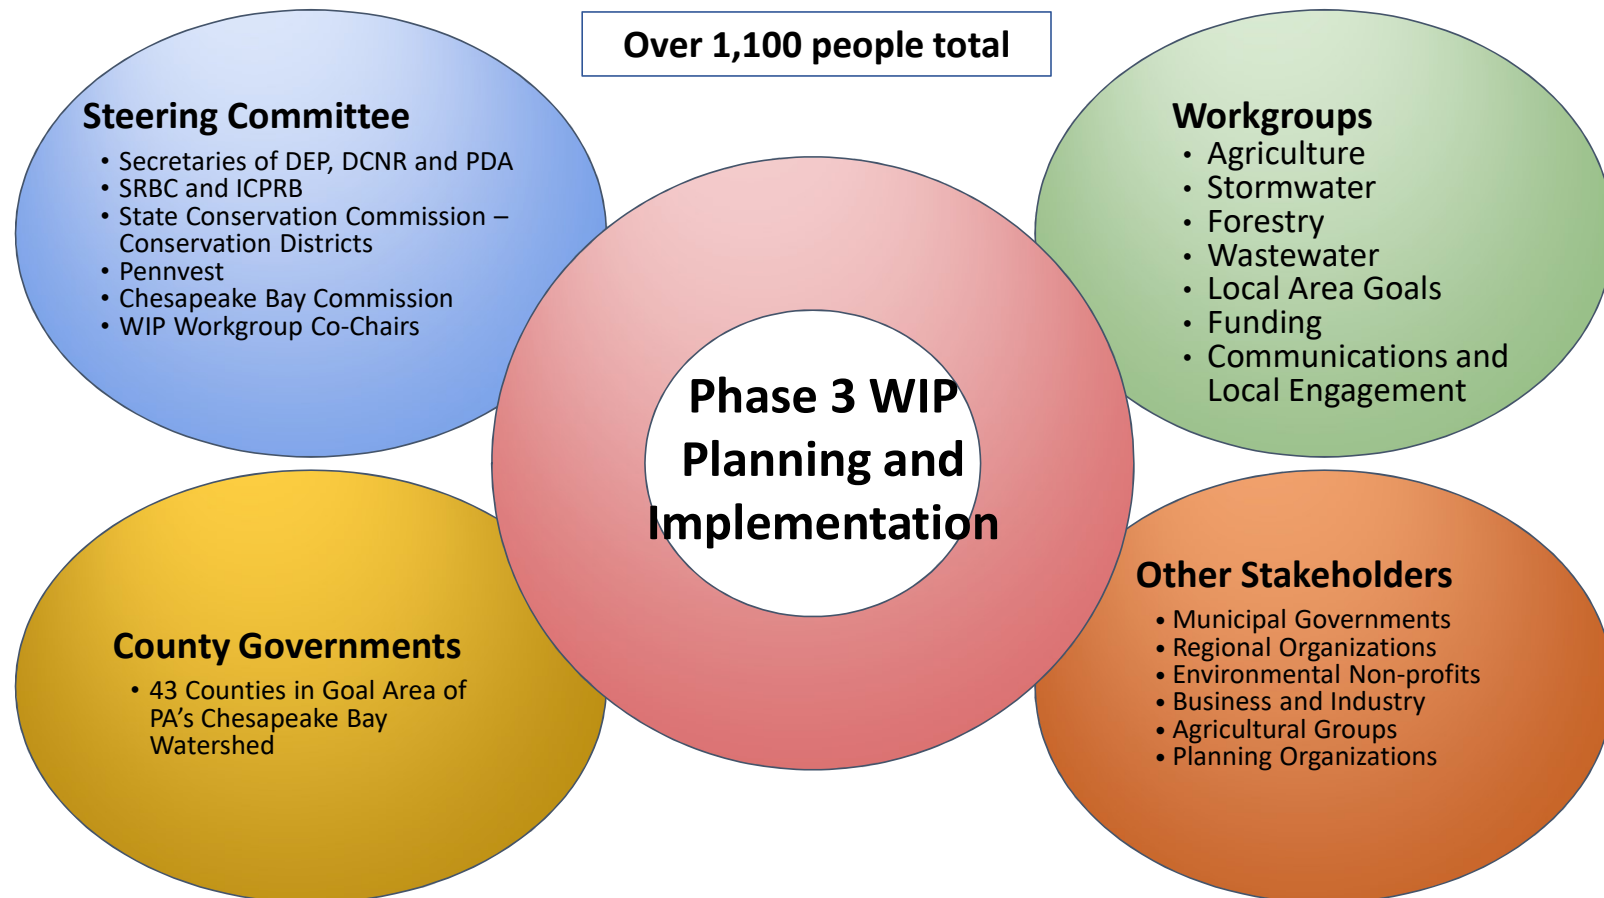 Over 1,100 people total
Steering Committee
• Secretaries of DEP, DCNR and PDA
• SRBC and ICPRB
• State Conservation Commission –
Conservation Districts
• Pennvest
• Chesapeake Bay Commission
• WIP Workgroup Co-Chairs
Workgroups
• Agriculture
• Stormwater
• Forestry
• Wastewater
• Local Area Goals
• Funding
• Communications and
Local Engagement
Phase 3 WIP
Planning and
Implementation
County Governments
• 43 Counties in Goal Area of
PA’s Chesapeake Bay
Watershed
Other Stakeholders
• Municipal Governments
• Regional Organizations
• Environmental Non-profits
• Business and Industry
• Agricultural Groups
• Planning Organizations